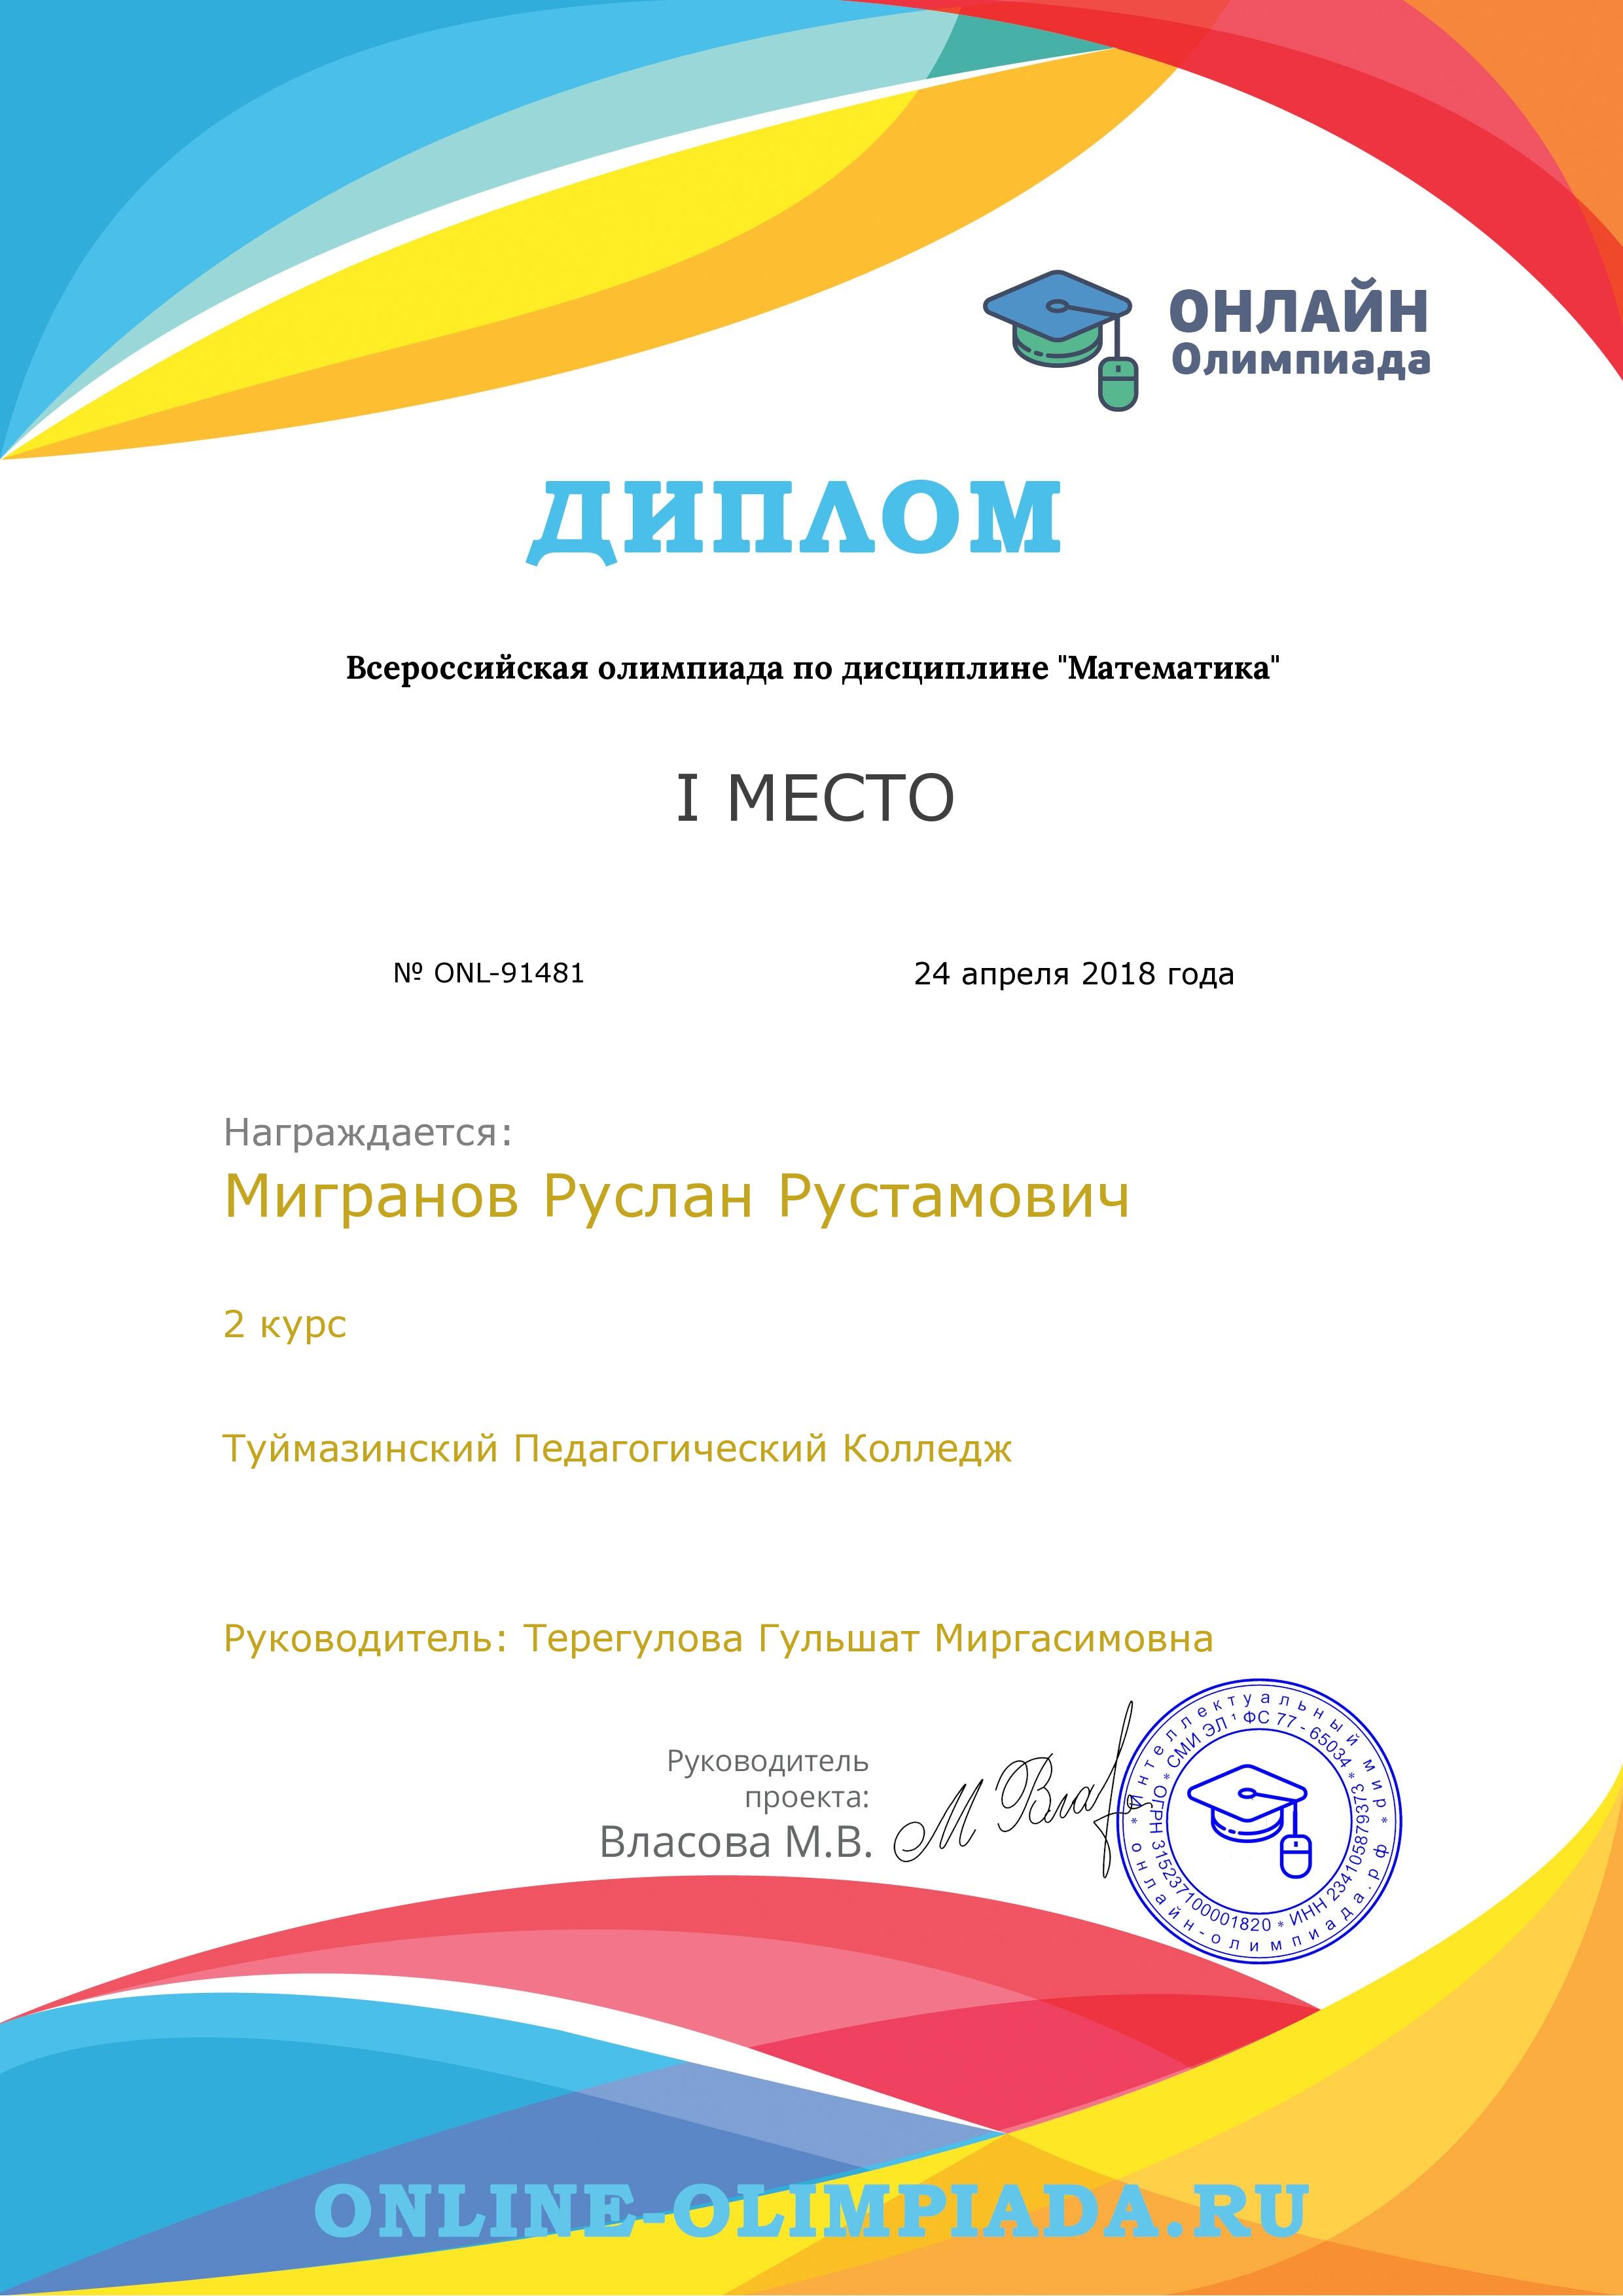 ОНЛАЙН
Олимпиада
ДИПЛОМ
Всероссийская олимпиада по дисциплине "Математика"
I МЕСТО
№ ONL-91481 24 апреля 2018 года
Награждается:
Мигранов Руслан Рустамович
2 курс
Туймазинский Педагогический Колледж
Руководитель: Терегулова Гульшат Миргасимовна
Руководитель
проекта:
Власова М.В.
М Влас
* Интеллектуальный мир * онлайн-олимпиада.рф
* СМИ ЭЛ ¹ ФС 77 - 65034 * ИНН 234105879373 * ОГРН 315237100001820
ONLINE-OLIMPIADA.RU